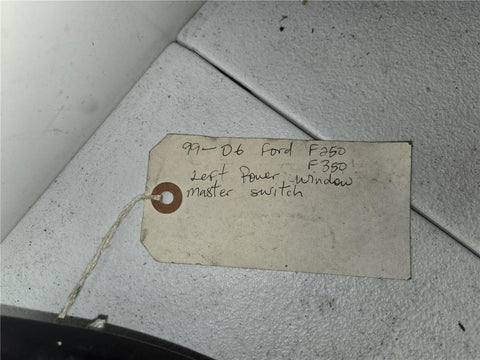 99-06 Ford F250
F350
Left Power Window
master switch